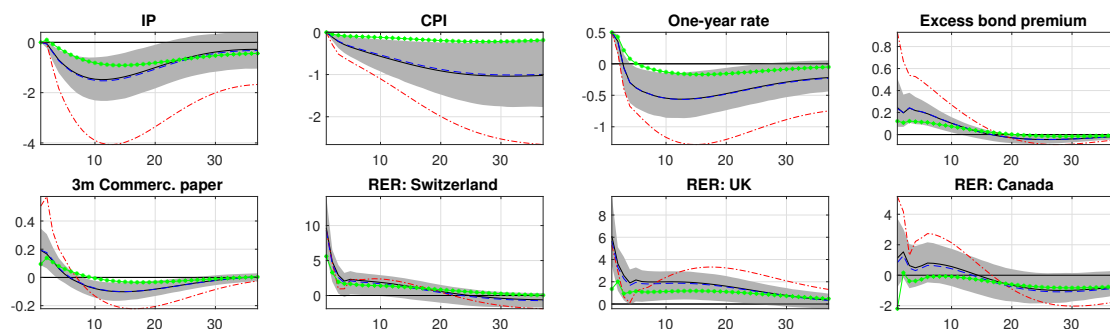 IP
0
-2
-4
10 20 30
CPI
0
-1
-2
10 20 30
One-year rate
0.5
0
-0.5
-1
10 20 30
Excess bond premium
0.8
0.6
0.4
0.2
0
10 20 30
3m Commerc. paper
0.4
0.2
0
-0.2
10 20 30
RER: Switzerland
10
5
0
10 20 30
RER: UK
8
6
4
2
0
10 20 30
RER: Canada
4
2
0
-2
10 20 30